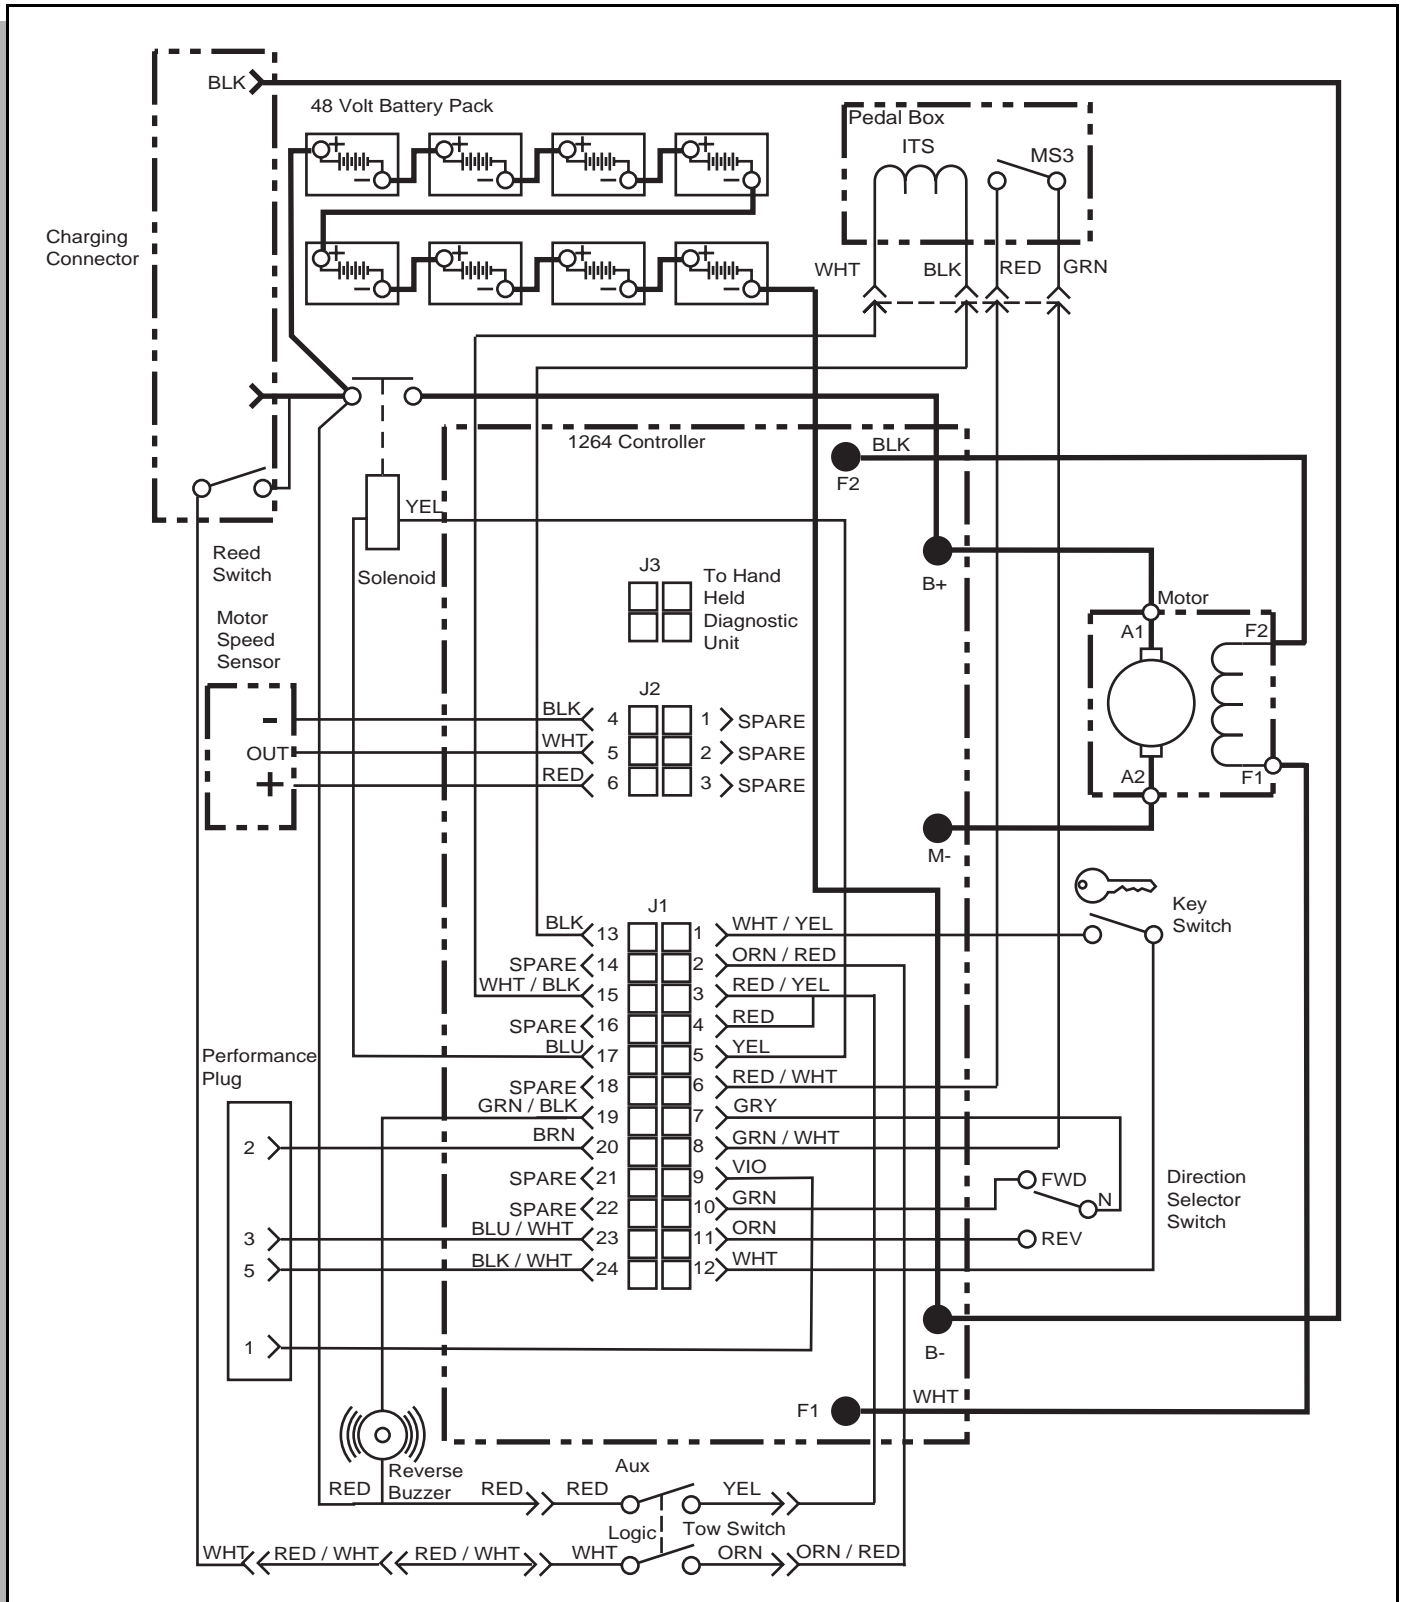 BLK
48 Volt Battery Pack
Pedal Box
ITS
MS3
Charging
Connector
WHT
BLK
RED
GRN
1264 Controller
BLK
F2
YEL
B+
Reed
Switch
Solenoid
J3
To Hand
Held
Diagnostic
Unit
Motor
A1
F2
A2
F1
Motor
Speed
Sensor
-
OUT
+
J2
BLK 4 1 SPARE
WHT 5 2 SPARE
RED 6 3 SPARE
M-
Key
Switch
J1
BLK 13 1 WHT / YEL
SPARE 14 2 ORN / RED
WHT / BLK 15 3 RED / YEL
SPARE 16 4 RED
BLU 17 5 YEL
SPARE 18 6 RED / WHT
GRN / BLK 19 7 GRY
BRN 20 8 GRN / WHT
SPARE 21 9 VIO
SPARE 22 10 GRN
BLU / WHT 23 11 ORN
BLK / WHT 24 12 WHT
Performance
Plug
2
3
5
1
FWD
N
REV
Direction
Selector
Switch
B-
F1
WHT
Reverse
Buzzer
Aux
RED RED RED YEL
Logic Tow Switch
WHT RED / WHT RED / WHT WHT ORN ORN / RED